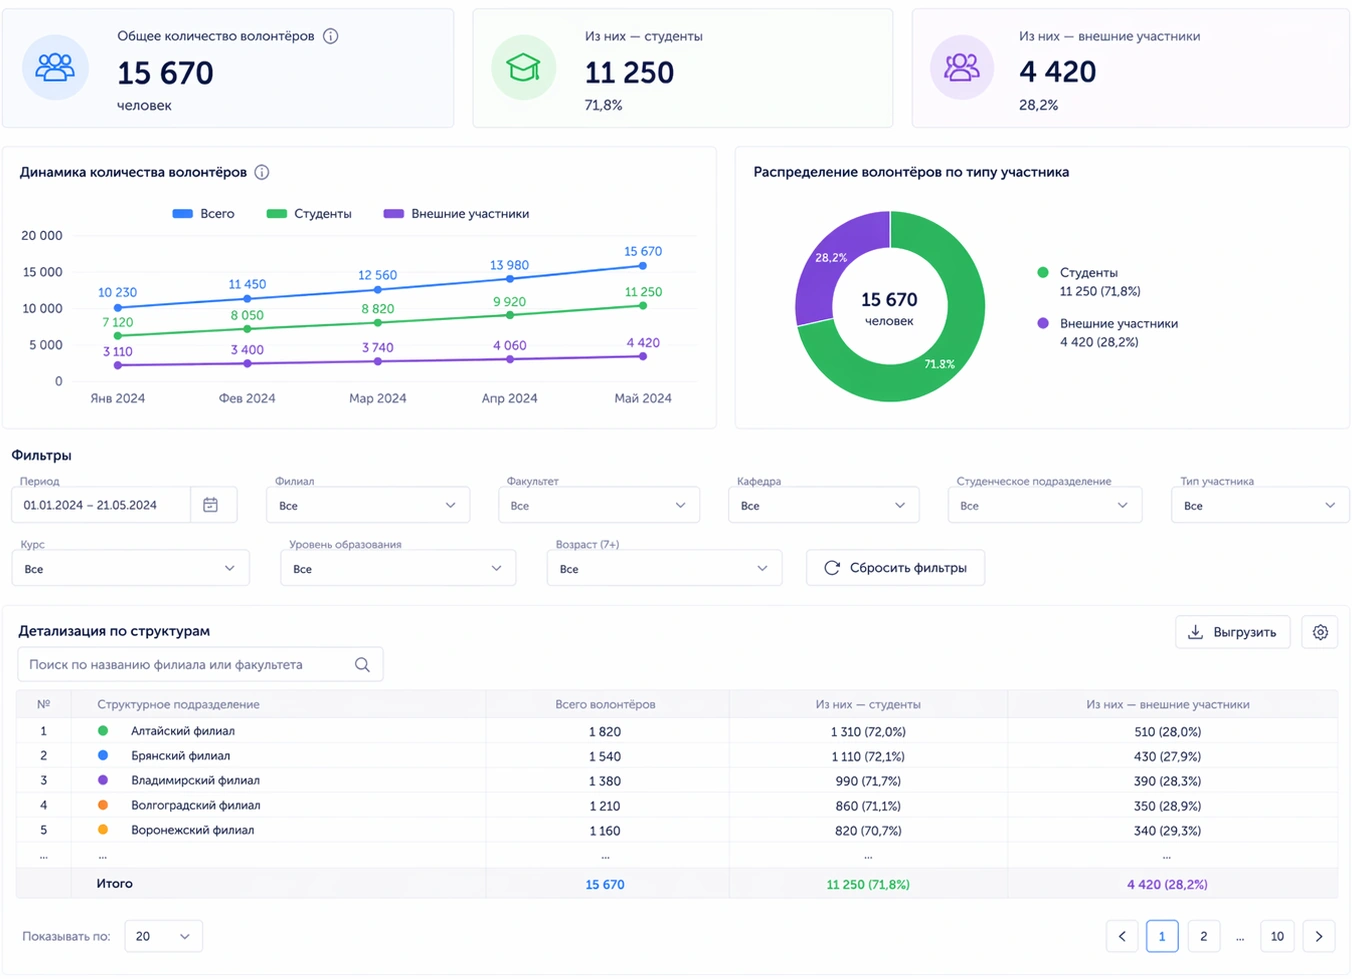 Общее количество волонтёров
15 670
человек
Из них — студенты
11 250
71,8%
Из них — внешние участники
4 420
28,2%
Динамика количества волонтёров
Всего Студенты Внешние участники
20 000
15 000
10 000
5 000
0
10 230 11 450 12 560 13 980 15 670
7 120 8 050 8 820 9 920 11 250
3 110 3 400 3 740 4 060 4 420
Янв 2024 Фев 2024 Мар 2024 Апр 2024 Май 2024
Распределение волонтёров по типу участника
28,2%
15 670
человек
71,8%
Студенты
11 250 (71,8%)
Внешние участники
4 420 (28,2%)
Фильтры
Период Филиал Факультет Кафедра Студенческое подразделение Тип участника
01.01.2024 – 21.05.2024 Все Все Все Все Все
Курс Уровень образования Возраст (7+)
Все Все Все Сбросить фильтры
Детализация по структурам
Выгрузить
Поиск по названию филиала или факультета
№ Структурное подразделение Всего волонтёров Из них — студенты Из них — внешние участники
1 Алтайский филиал 1 820 1 310 (72,0%) 510 (28,0%)
2 Брянский филиал 1 540 1 110 (72,1%) 430 (27,9%)
3 Владимирский филиал 1 380 990 (71,7%) 390 (28,3%)
4 Волгоградский филиал 1 210 860 (71,1%) 350 (28,9%)
5 Воронежский филиал 1 160 820 (70,7%) 340 (29,3%)
... ... ... ... ...
Итого 15 670 11 250 (71,8%) 4 420 (28,2%)
Показывать по: 20
1 2 ... 10